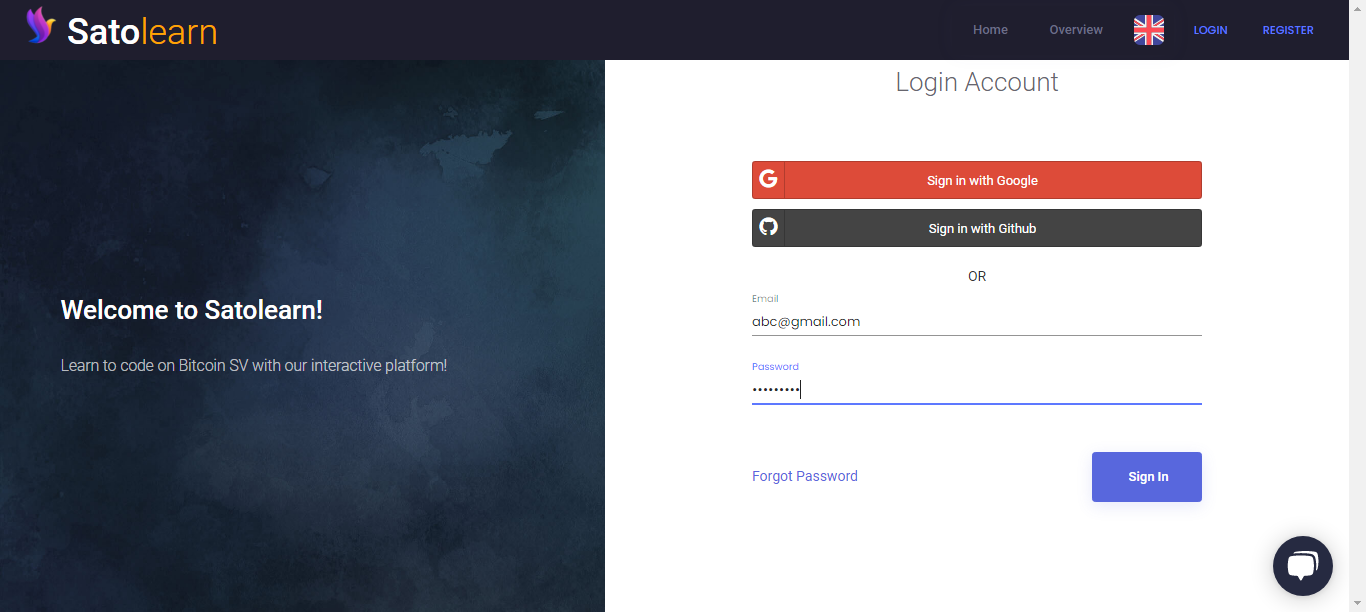 Satolearn
Home
Overview
LOGIN
REGISTER
Login Account
G
Sign in with Google
Sign in with Github
OR
Email
abc@gmail.com
Password
•••••••••
Forgot Password
Sign In
Welcome to Satolearn!
Learn to code on Bitcoin SV with our interactive platform!